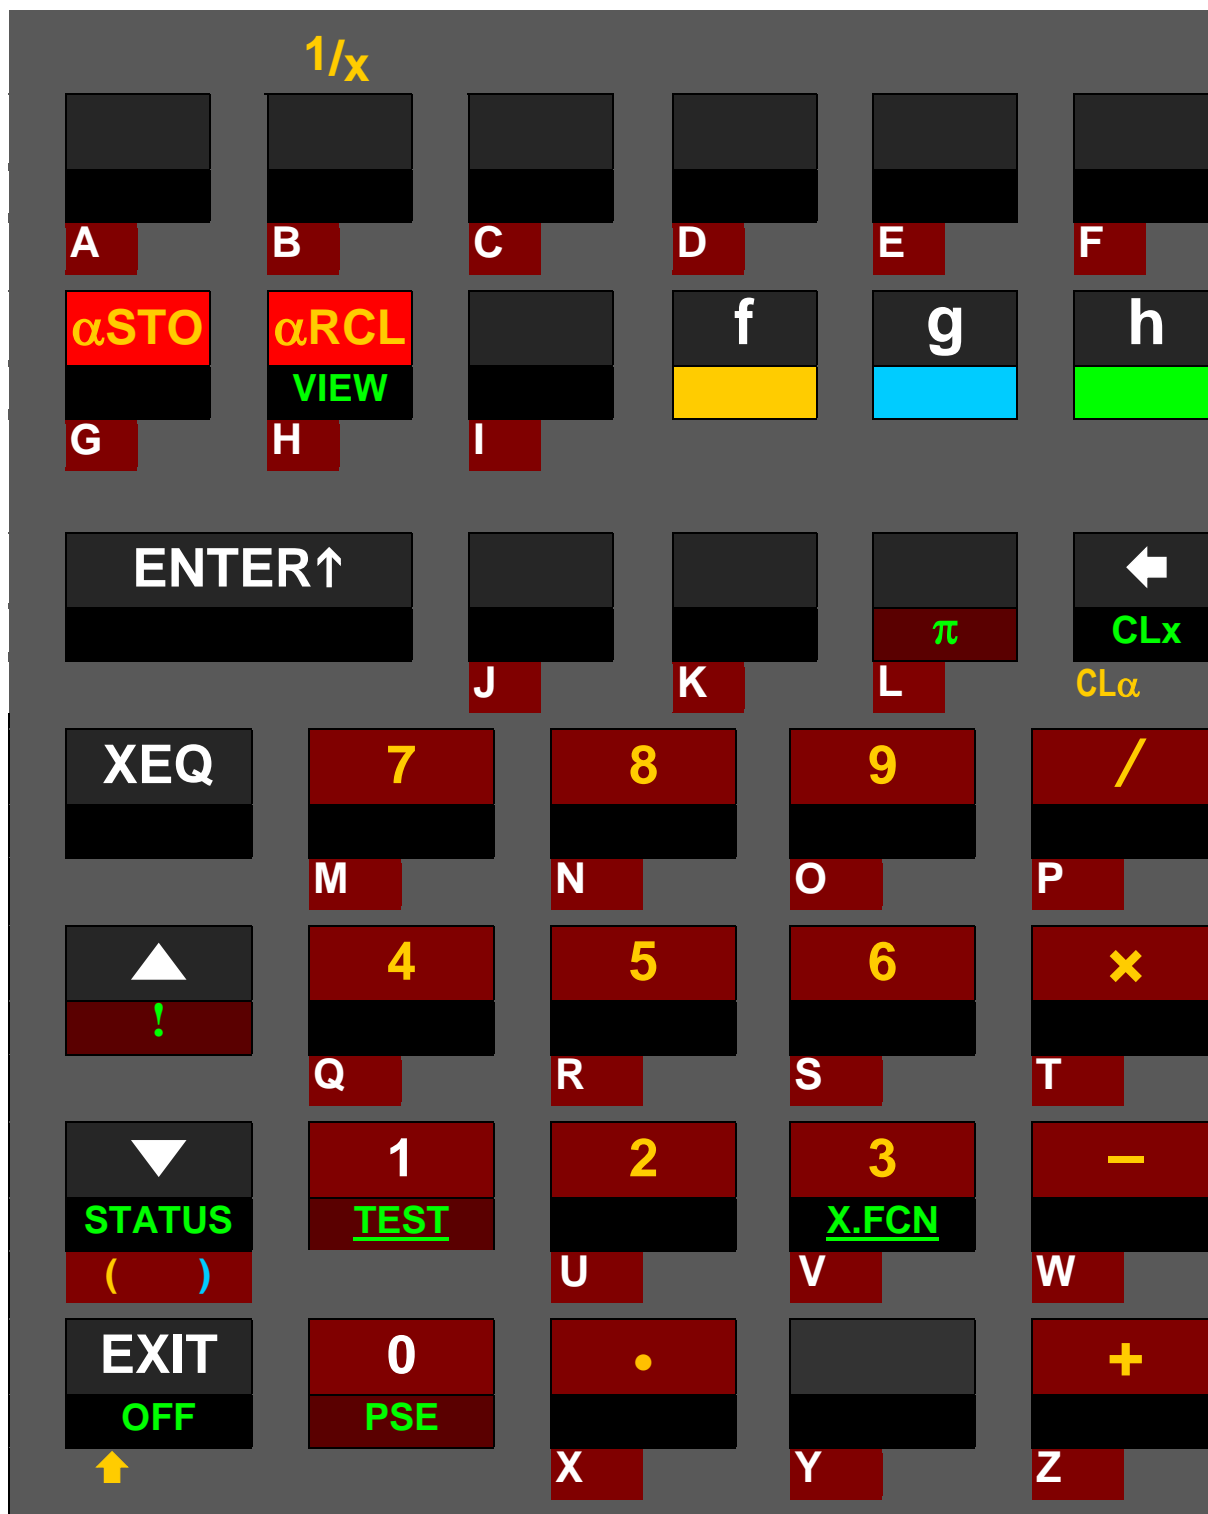 1/x
A B C D E F
αSTO αRCL f g h
VIEW
G H I
ENTER↑
π CLx
J K L CLα
XEQ 7 8 9 /
M N O P
4 5 6 ×
!
Q R S T
1 2 3 −
STATUS TEST X.FCN
( ) U V W
EXIT 0 • +
OFF PSE
X Y Z